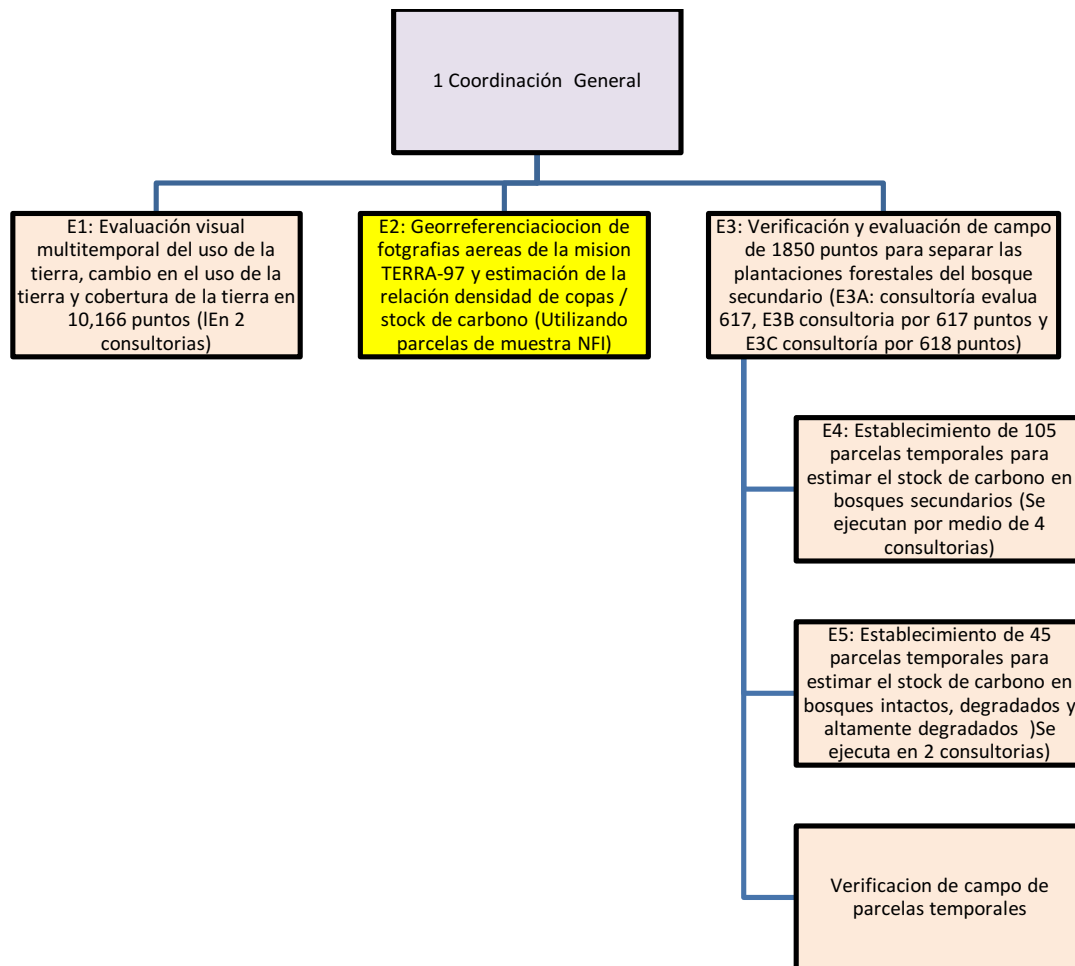 1 Coordinación  General
E1: Evaluación visual
multitemporal del uso de la
tierra, cambio en el uso de la
tierra y cobertura de la tierra en
10,166 puntos (lEn 2
consultorias)
E2: Georreferenciaciocion de
fotgrafias aereas de la mision
TERRA-97 y estimación de la
relación densidad de copas /
stock de carbono (Utilizando
parcelas de muestra NFI)
E3: Verificación y evaluación de campo
de 1850 puntos para separar las
plantaciones forestales del bosque
secundario (E3A: consultoría evalua
617, E3B consultoria por 617 puntos y
E3C consultoría por 618 puntos)
E4: Establecimiento de 105
parcelas temporales para
estimar el stock de carbono en
bosques secundarios (Se
ejecutan por medio de 4
consultorias)
E5: Establecimiento de 45
parcelas temporales para
estimar el stock de carbono en
bosques intactos, degradados y
altamente degradados  )Se
ejecuta en 2 consultorias)
Verificacion de campo de
parcelas temporales